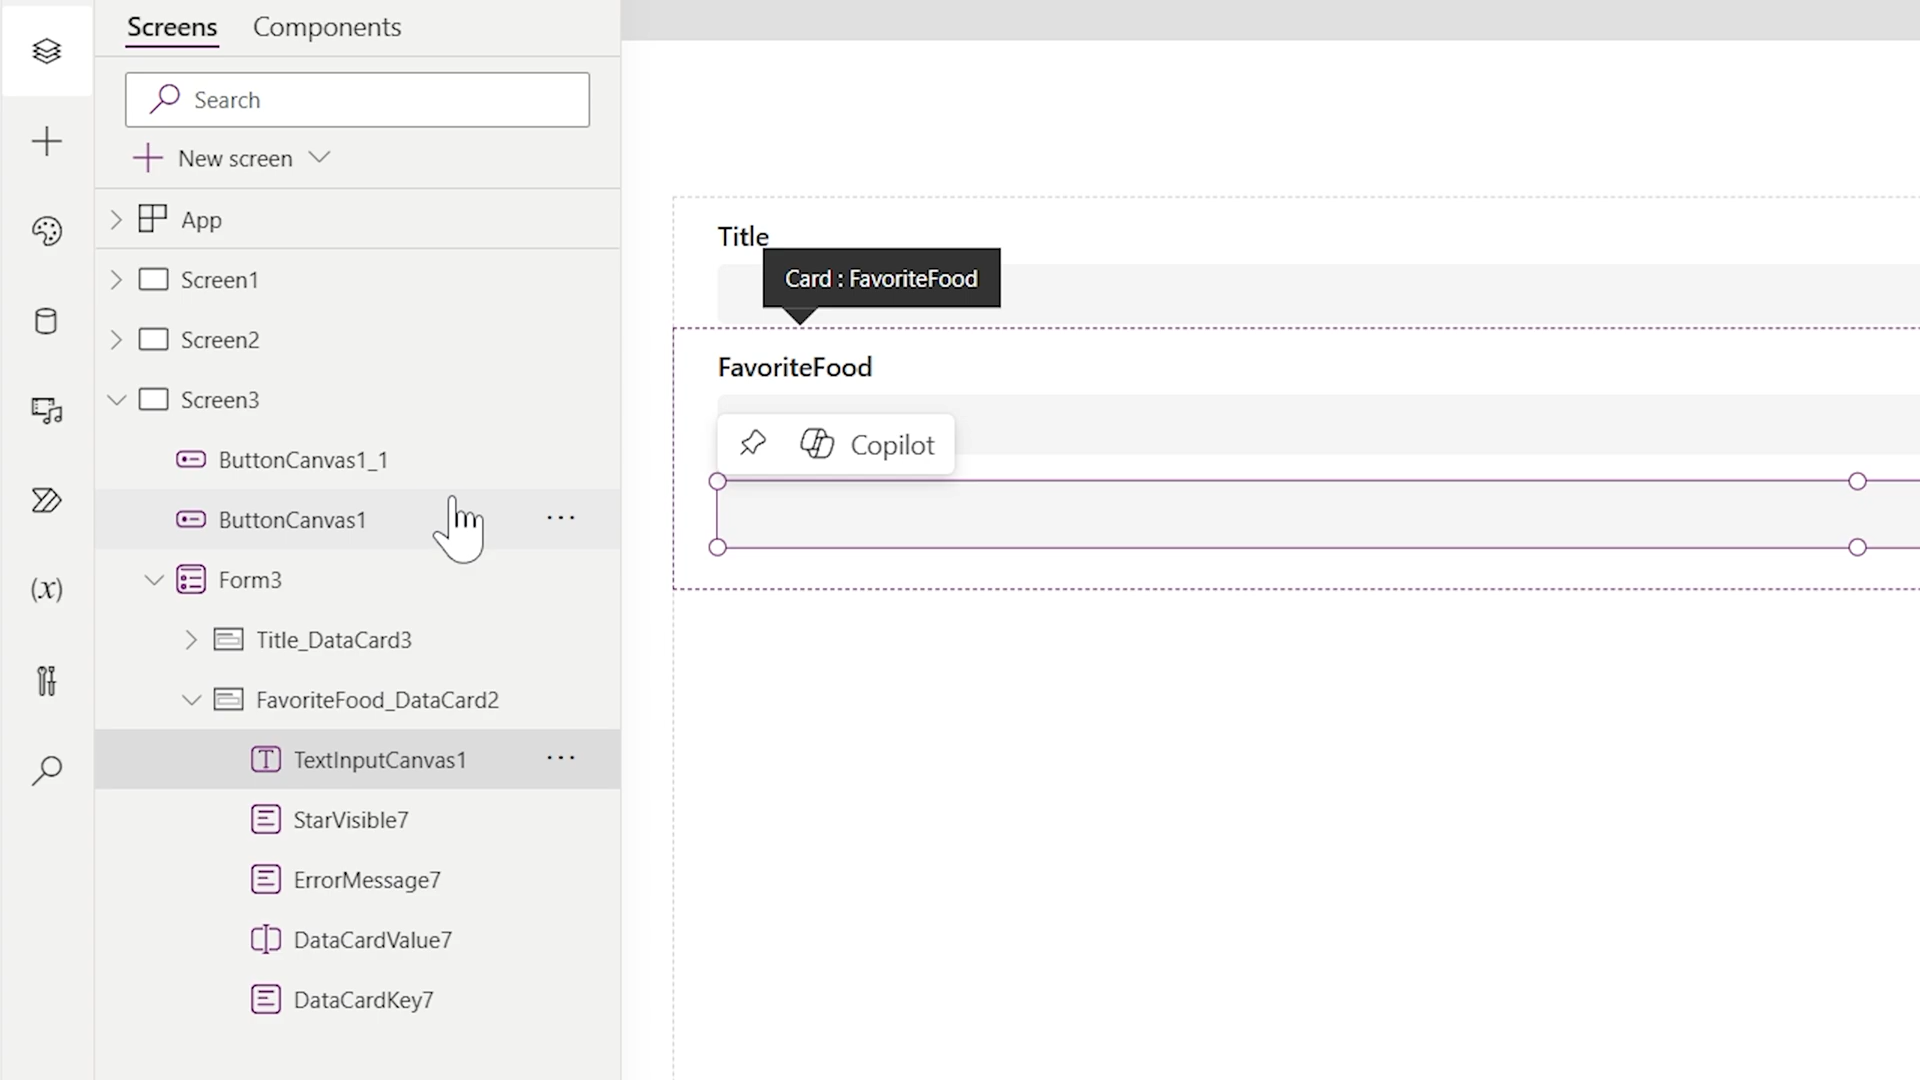 Screens Components
Search
New screen
App
Screen1
Screen2
Screen3
ButtonCanvas1_1
ButtonCanvas1
Form3
Title_DataCard3
FavoriteFood_DataCard2
TextInputCanvas1
StarVisible7
ErrorMessage7
DataCardValue7
DataCardKey7
(x)
Title
Card : FavoriteFood
FavoriteFood
Copilot